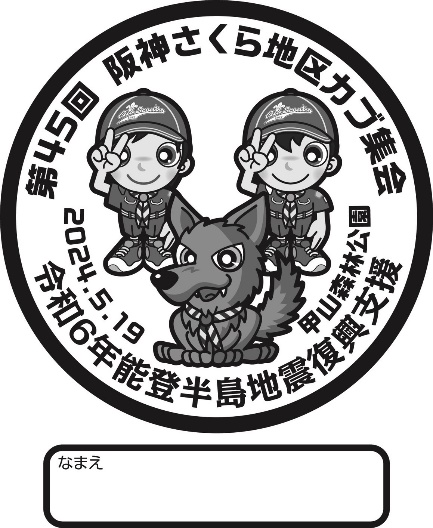 第45回 阪神さくら地区カブ集会
2024.5.19
甲山森林公園
令和6年能登半島地震復興支援
なまえ